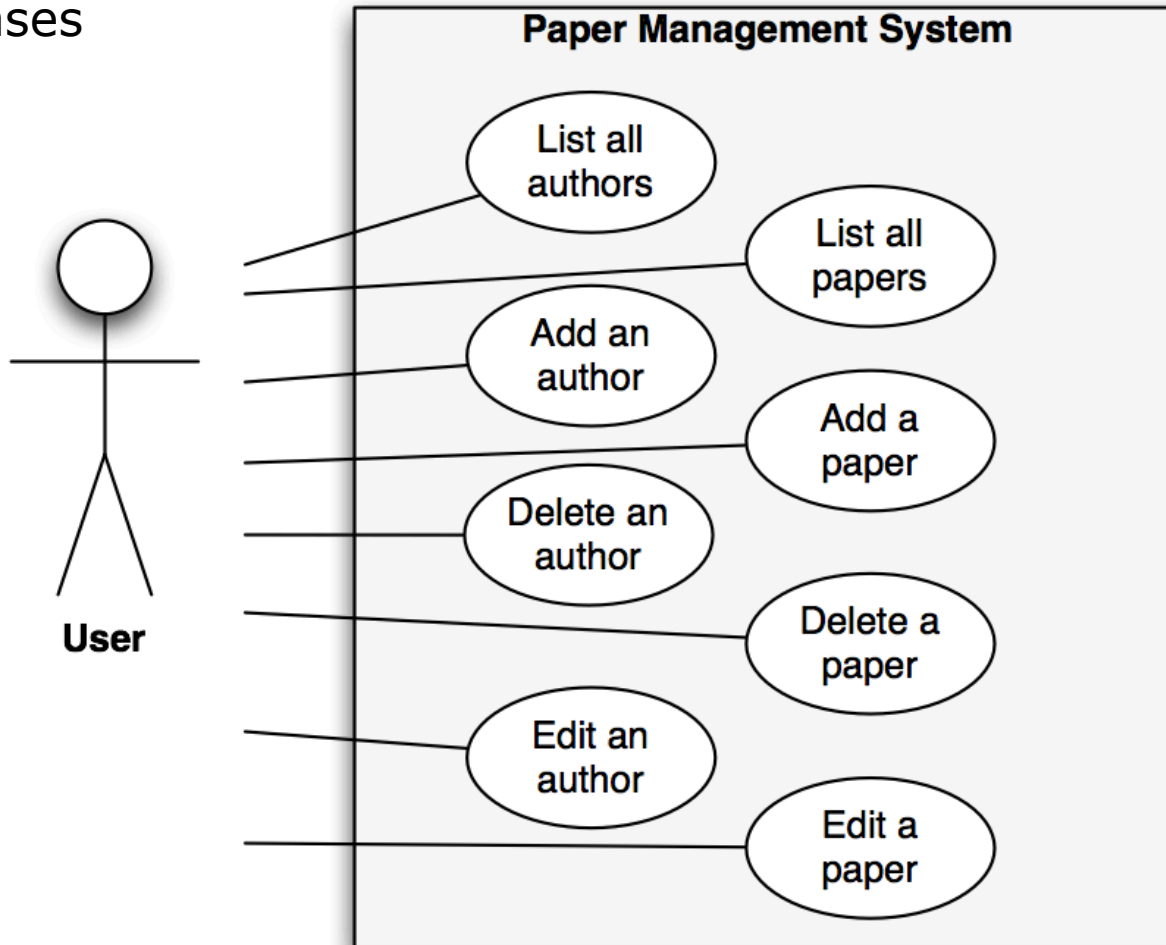 Paper Management System
List all
authors
List all
papers
Add an
author
Add a
paper
Delete an
author
Delete a
paper
User
Edit an
author
Edit a
paper